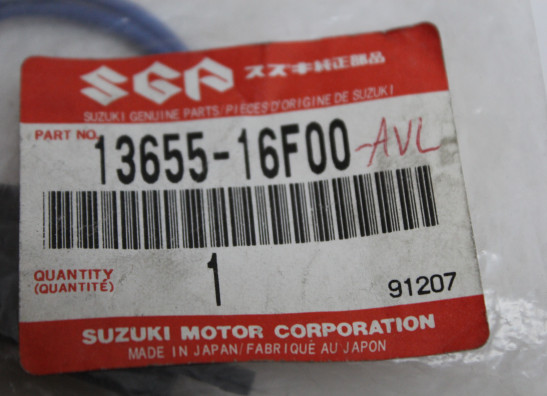 SGP スズキ純正部品
SUZUKI GENUINE PARTS/PIÈCES D'ORIGINE DE SUZUKI
PART NO. 13655-16F00-AVL
QUANTITY
(QUANTITÉ) 1 91207
SUZUKI MOTOR CORPORATION
MADE IN JAPAN/FABRIQUÉ AU JAPON